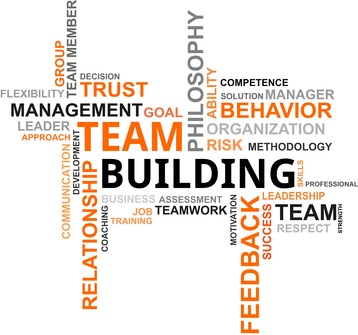 GROUP
TEAM MEMBER
DECISION
TRUST
FLEXIBILITY
MANAGEMENT
GOAL
LEADER
APPROACH
TEAM
PHILOSOPHY
ABILITY
COMPETENCE
SOLUTION
MANAGER
BEHAVIOR
ORGANIZATION
RISK
METHODOLOGY
COMMUNICATION
DEVELOPMENT
RELATIONSHIP
BUILDING
SKILLS
PROFESSIONAL
COACHING
BUSINESS
ASSESSMENT
JOB
TEAMWORK
TRAINING
MOTIVATION
FEEDBACK
SUCCESS
LEADERSHIP
TEAM
STRENGTH
RESPECT